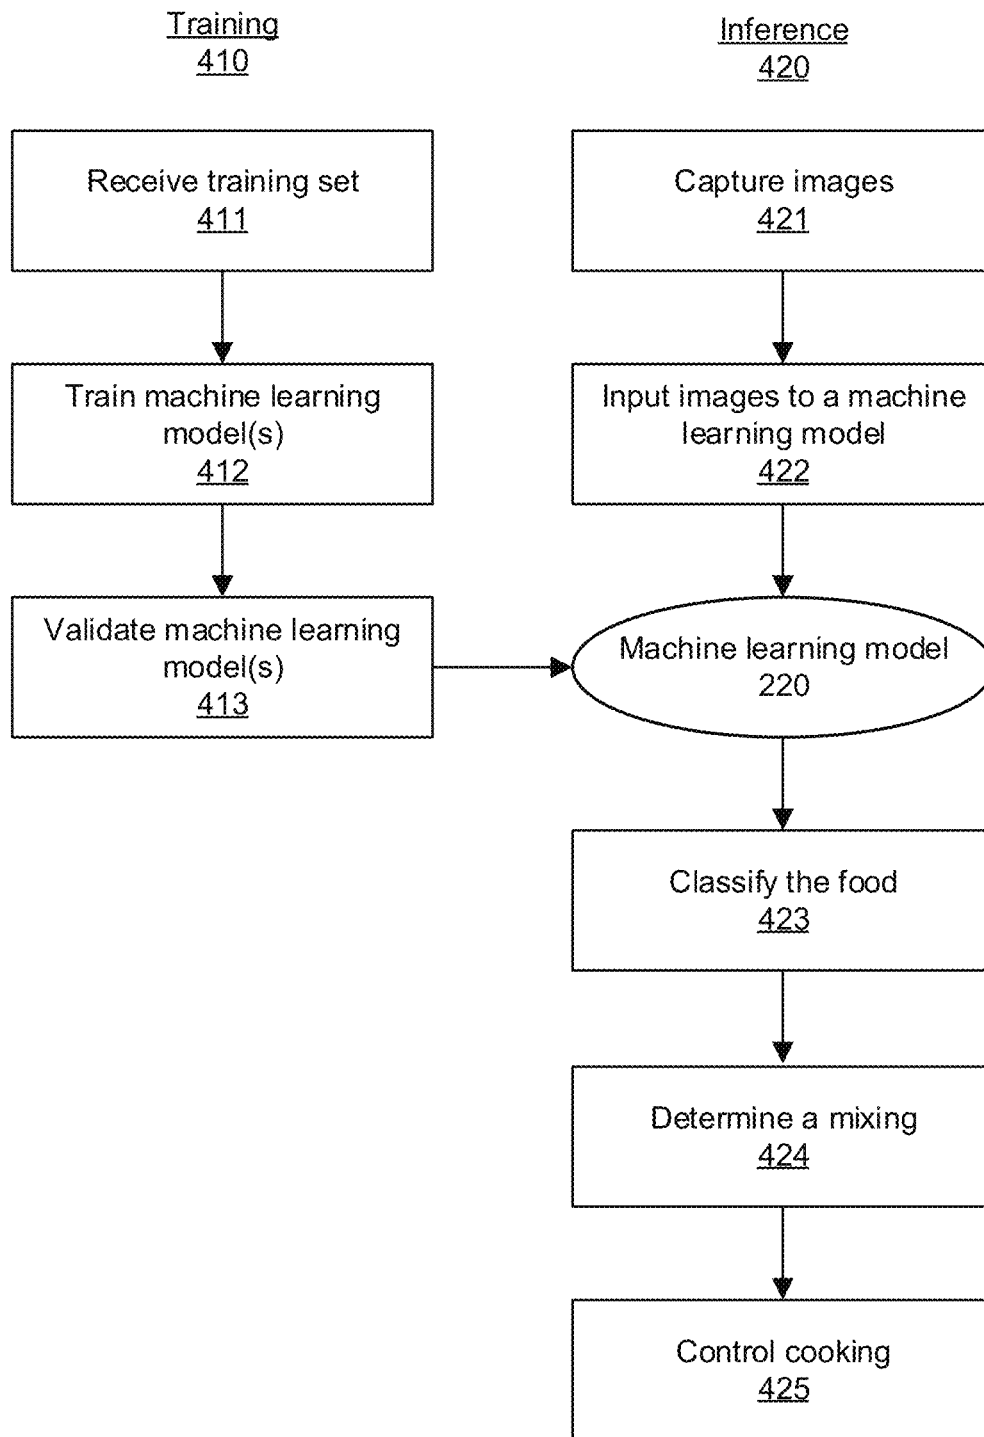 Training
410
Inference
420
Receive training set
411
Capture images
421
Train machine learning
model(s)
412
Input images to a machine
learning model
422
Validate machine learning
model(s)
413
Machine learning model
220
Classify the food
423
Determine a mixing
424
Control cooking
425